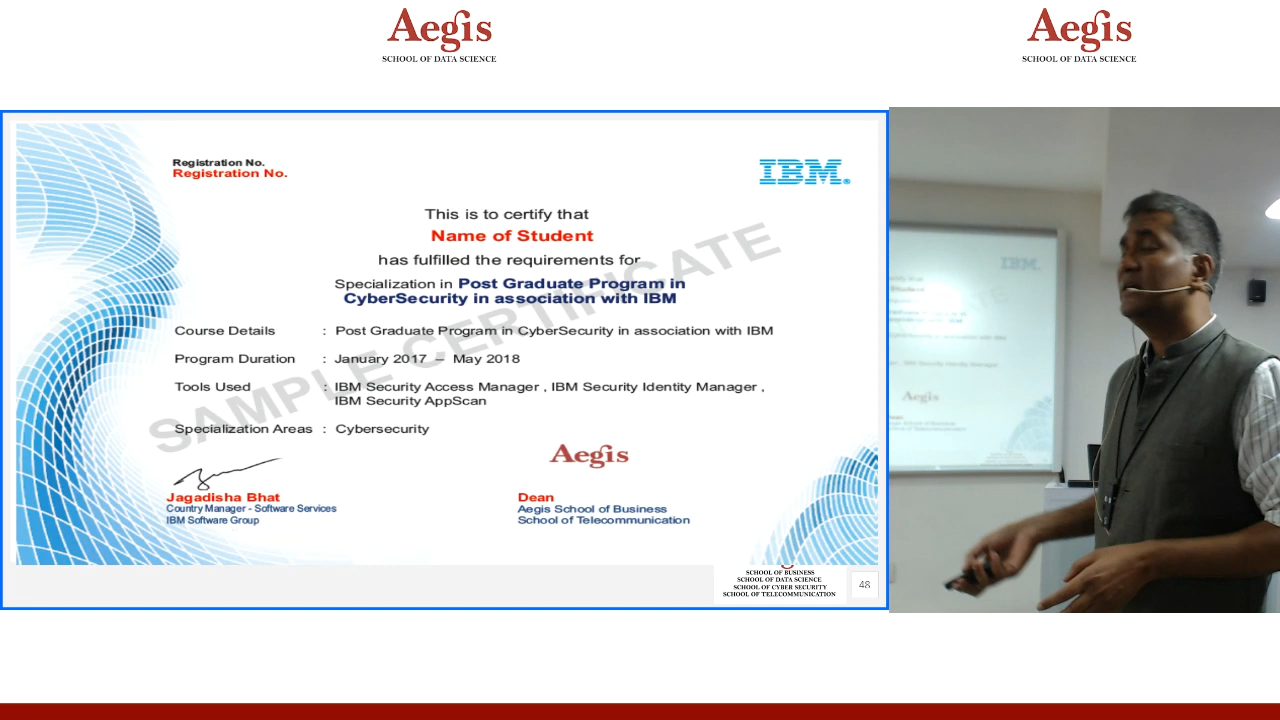 Aegis
SCHOOL OF DATA SCIENCE
Aegis
SCHOOL OF DATA SCIENCE
Registration No.
Registration No.
IBM®
This is to certify that
Name of Student
has fulfilled the requirements for
Specialization in Post Graduate Program in
CyberSecurity in association with IBM
Course Details : Post Graduate Program in CyberSecurity in association with IBM
Program Duration : January 2017 – May 2018
Tools Used : IBM Security Access Manager , IBM Security Identity Manager ,
IBM Security AppScan
Specialization Areas : Cybersecurity
SAMPLE CERTIFICATE
Aegis
Jagadisha Bhat
Country Manager - Software Services
IBM Software Group
Dean
Aegis School of Business
School of Telecommunication
SCHOOL OF BUSINESS
SCHOOL OF DATA SCIENCE
SCHOOL OF CYBER SECURITY
SCHOOL OF TELECOMMUNICATION
48
IBM
Aegis